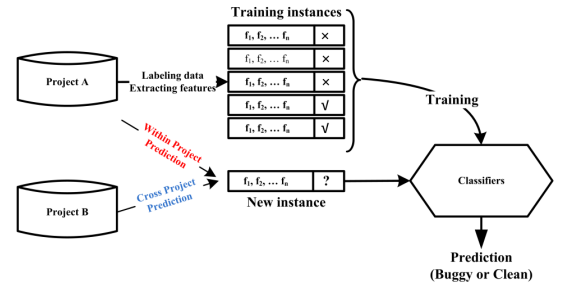 Training instances
f₁, f₂, ... fₙ ×
f₁, f₂, ... fₙ ×
f₁, f₂, ... fₙ ×
f₁, f₂, ... fₙ √
f₁, f₂, ... fₙ √
Project A
Labeling data
Extracting features
Training
Within Project
Prediction
Cross Project
Prediction
Project B
f₁, f₂, ... fₙ ?
New instance
Classifiers
Prediction
(Buggy or Clean)